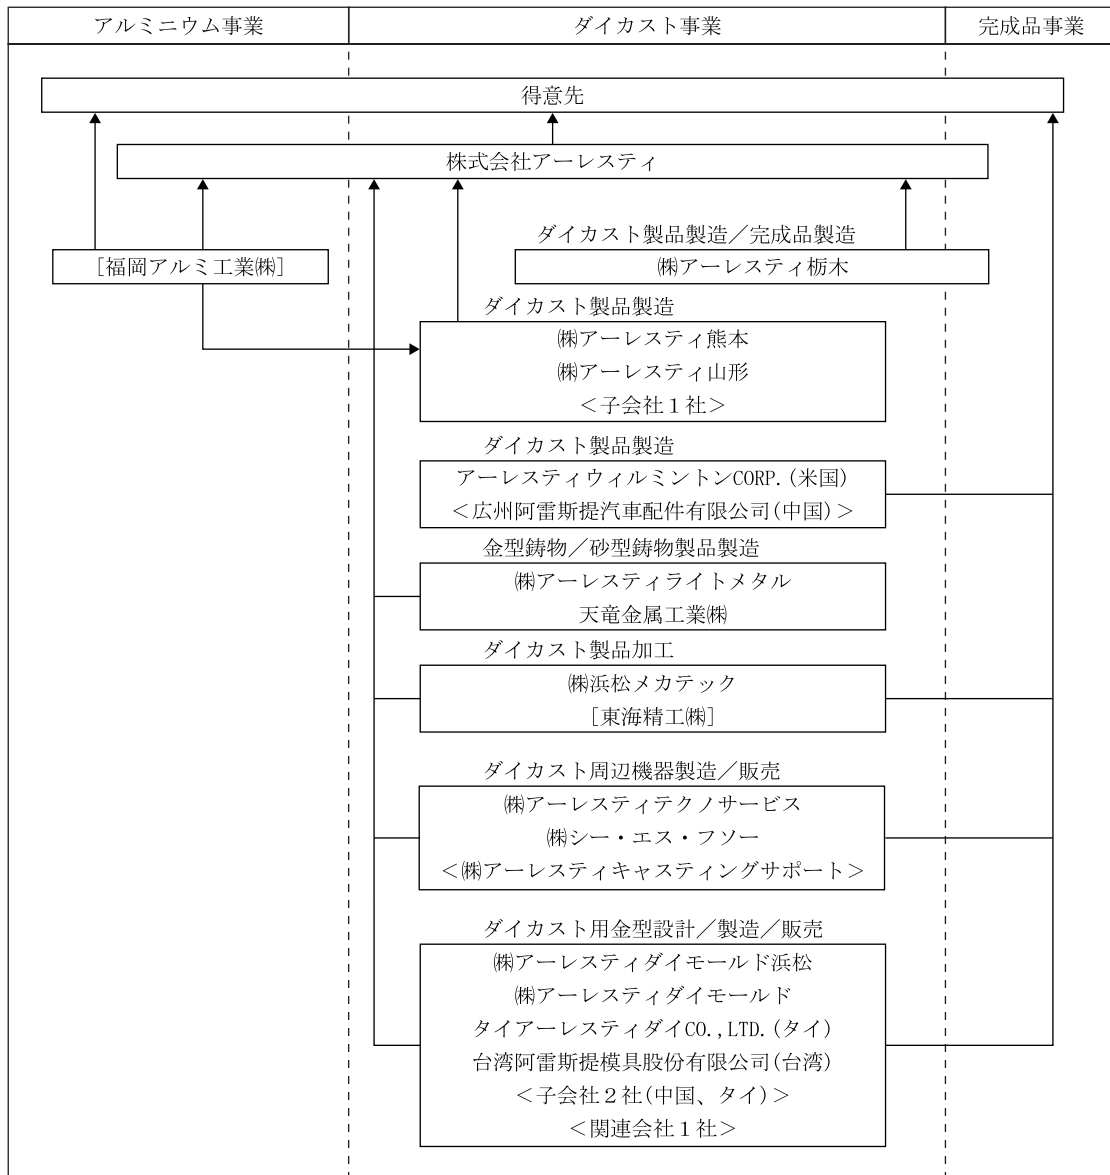 アルミニウム事業
ダイカスト事業
完成品事業
得意先
株式会社アーレスティ
ダイカスト製品製造／完成品製造
[福岡アルミ工業㈱]
㈱アーレスティ栃木
ダイカスト製品製造
㈱アーレスティ熊本
㈱アーレスティ山形
＜子会社１社＞
ダイカスト製品製造
アーレスティウィルミントンCORP.(米国)
＜広州阿雷斯提汽車配件有限公司(中国)＞
金型鋳物／砂型鋳物製品製造
㈱アーレスティライトメタル
天竜金属工業㈱
ダイカスト製品加工
㈱浜松メカテック
[東海精工㈱]
ダイカスト周辺機器製造／販売
㈱アーレスティテクノサービス
㈱シー・エス・フソー
＜㈱アーレスティキャスティングサポート＞
ダイカスト用金型設計／製造／販売
㈱アーレスティダイモールド浜松
㈱アーレスティダイモールド
タイアーレスティダイCO.,LTD.(タイ)
台湾阿雷斯提模具股份有限公司(台湾)
＜子会社２社(中国、タイ)＞
＜関連会社１社＞